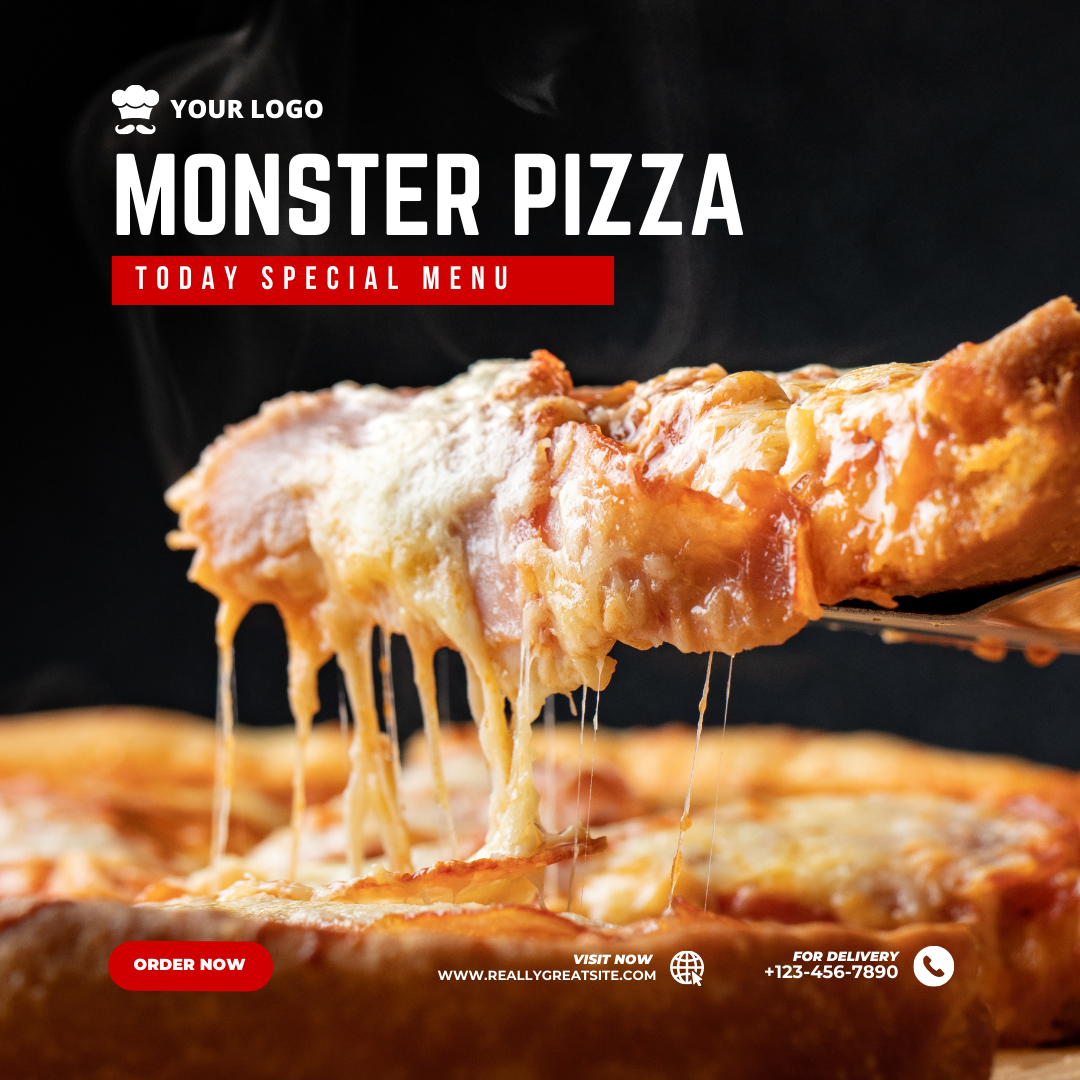 YOUR LOGO
MONSTER PIZZA
TODAY SPECIAL MENU
ORDER NOW
VISIT NOW
WWW.REALLYGREATSITE.COM
FOR DELIVERY
+123-456-7890